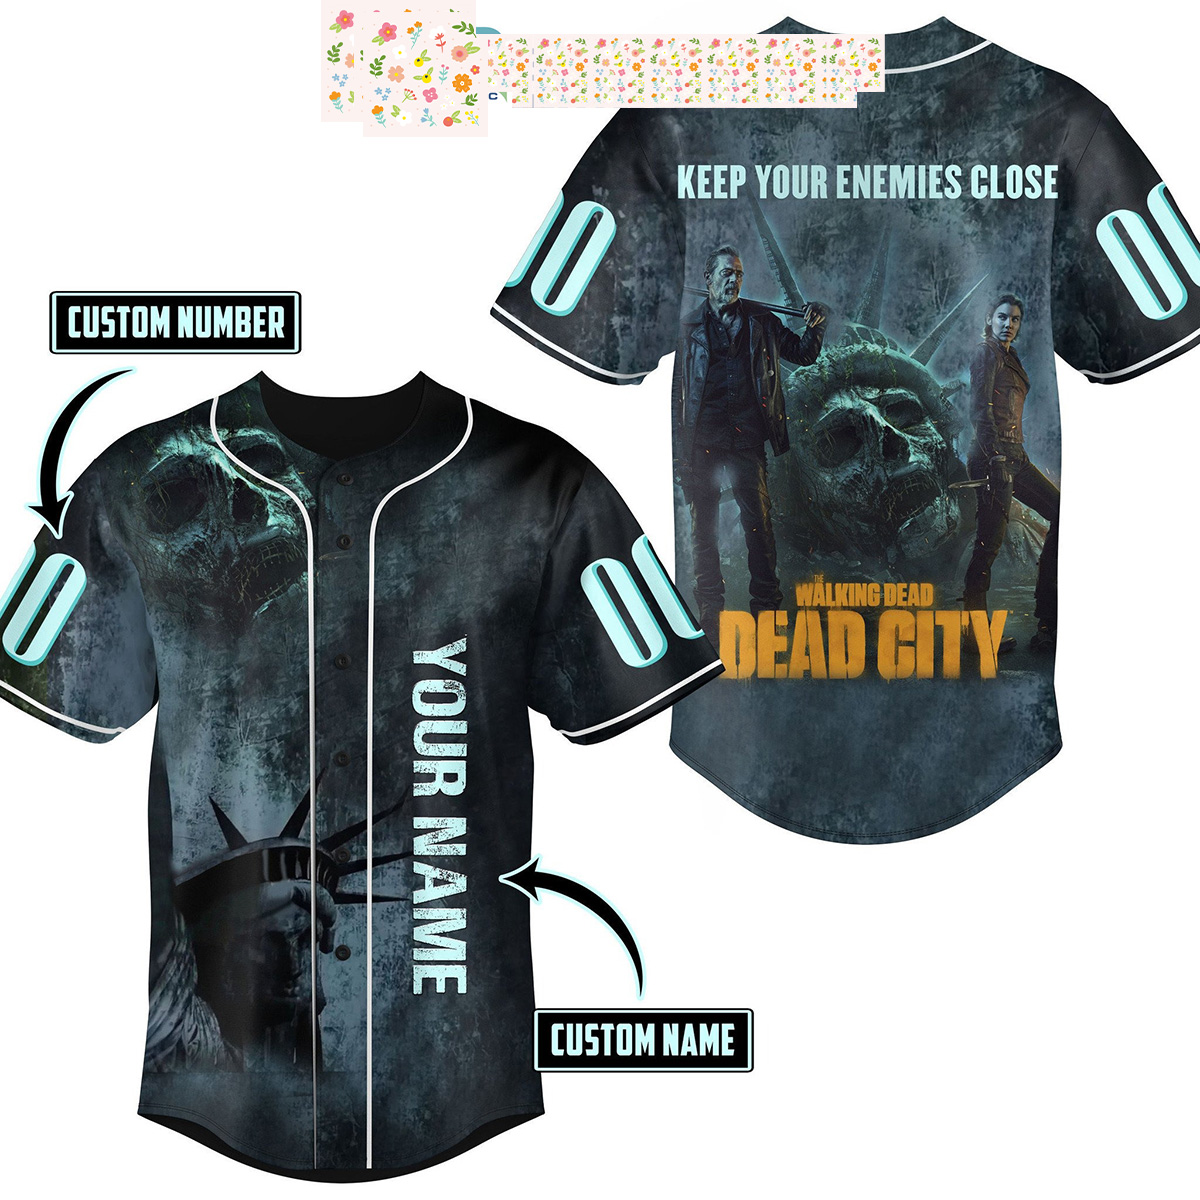 KEEP YOUR ENEMIES CLOSE
00
00
CUSTOM NUMBER
00
00
YOUR NAME
THE
WALKING DEAD
DEAD CITY
CUSTOM NAME